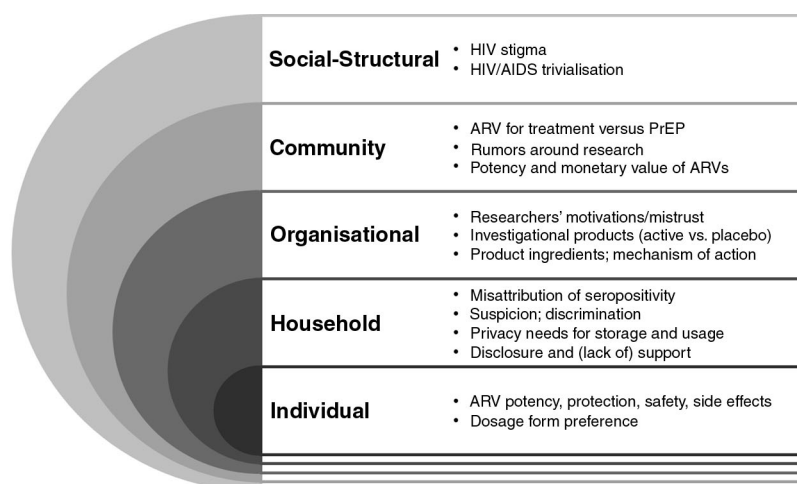 Social-Structural
• HIV stigma
• HIV/AIDS trivialisation
Community
• ARV for treatment versus PrEP
• Rumors around research
• Potency and monetary value of ARVs
Organisational
• Researchers' motivations/mistrust
• Investigational products (active vs. placebo)
• Product ingredients; mechanism of action
Household
• Misattribution of seropositivity
• Suspicion; discrimination
• Privacy needs for storage and usage
• Disclosure and (lack of) support
Individual
• ARV potency, protection, safety, side effects
• Dosage form preference